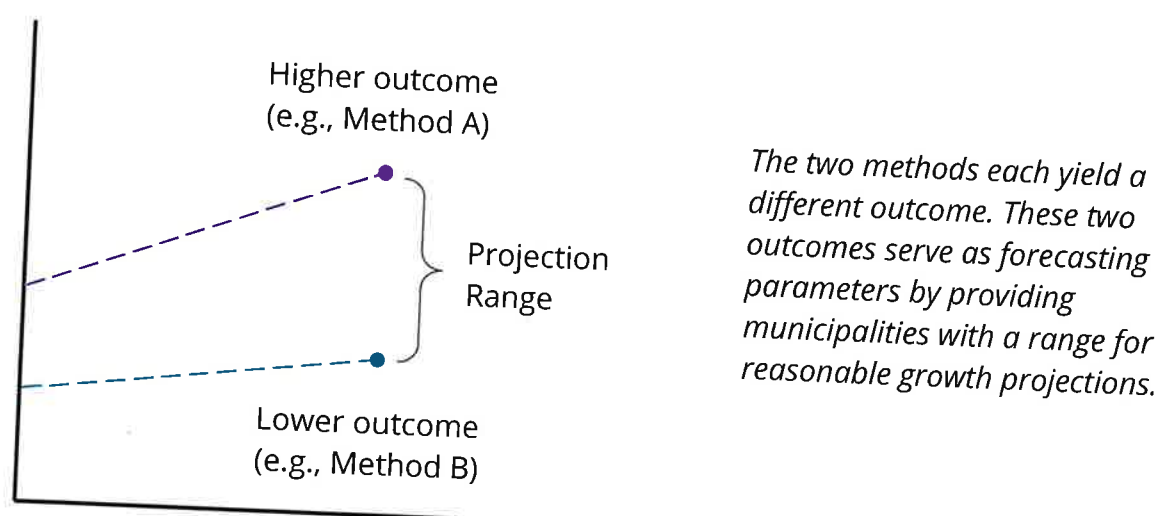 Higher outcome
(e.g., Method A)
Projection
Range
Lower outcome
(e.g., Method B)
The two methods each yield a
different outcome. These two
outcomes serve as forecasting
parameters by providing
municipalities with a range for
reasonable growth projections.